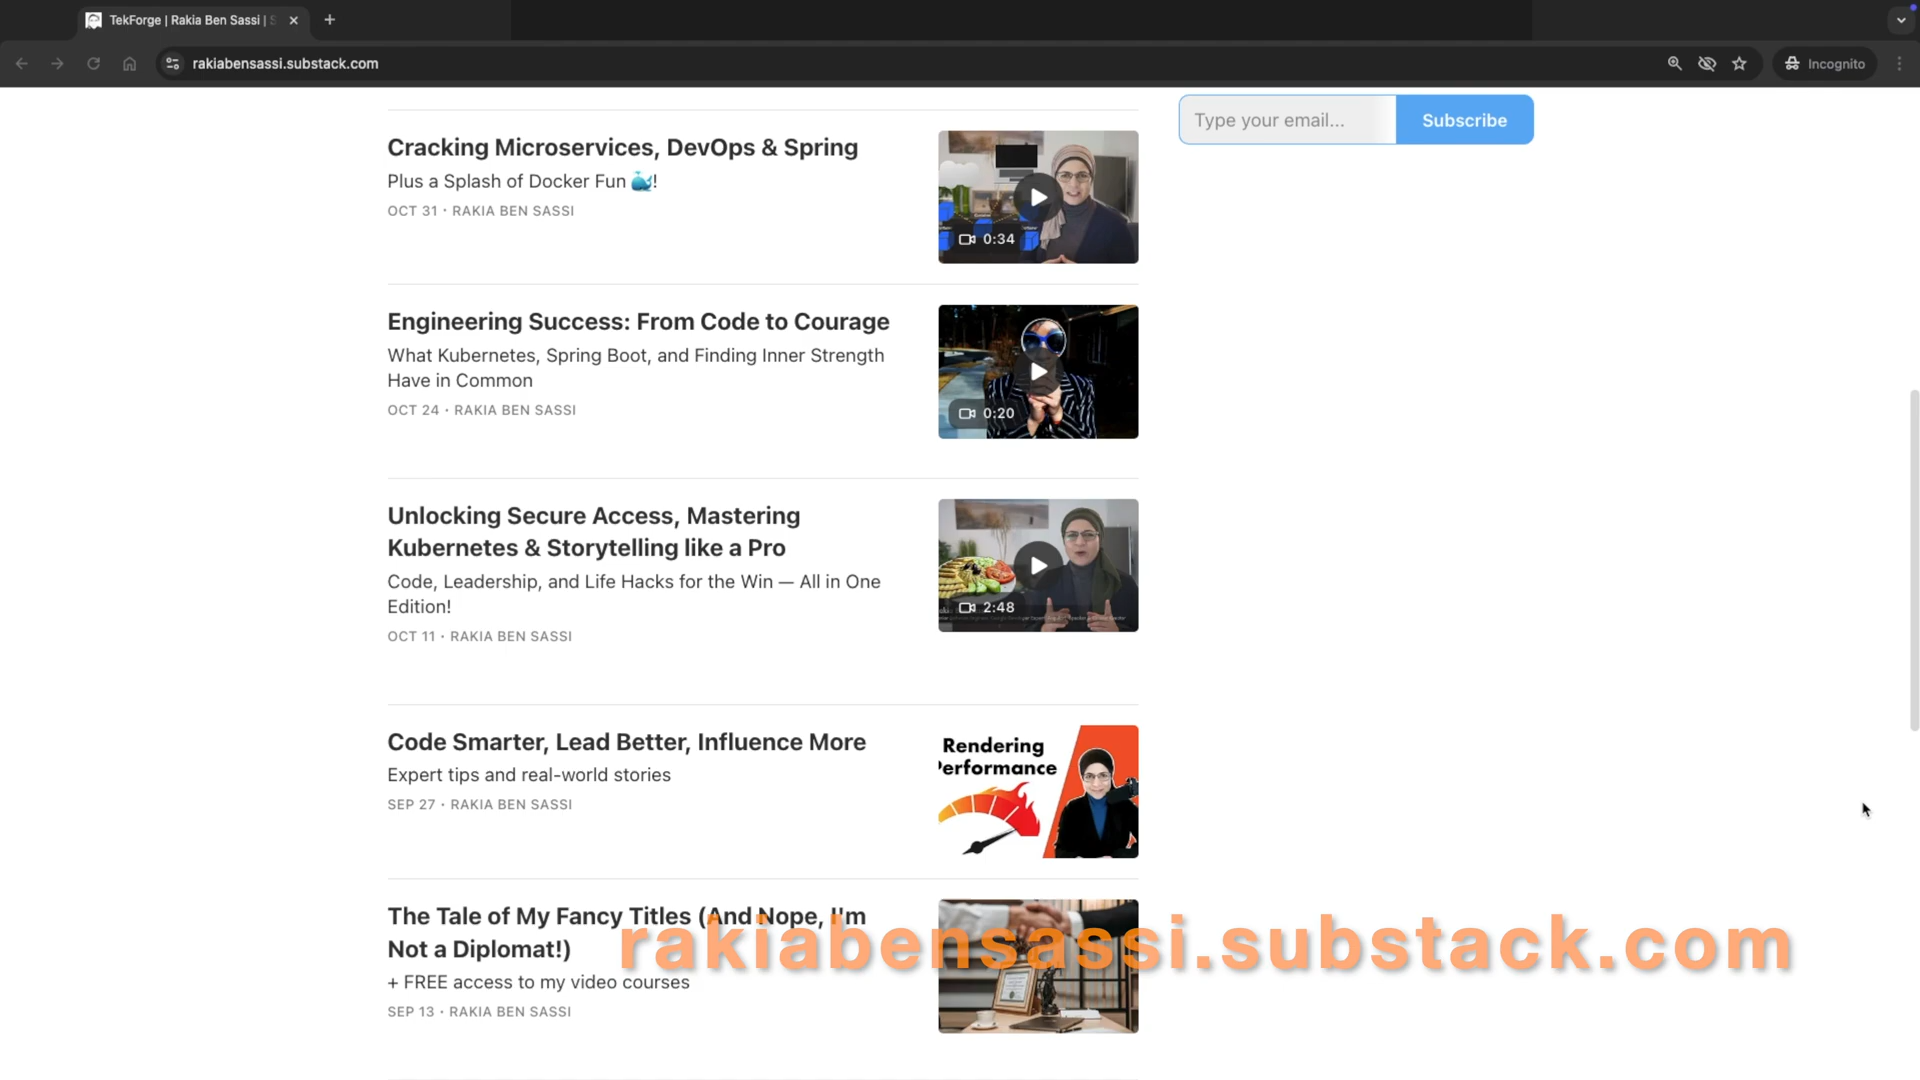 TekForge | Rakia Ben Sassi |
rakiabensassi.substack.com
Incognito
Type your email...
Subscribe
Cracking Microservices, DevOps & Spring
Plus a Splash of Docker Fun 🐳!
OCT 31 • RAKIA BEN SASSI
0:34
Engineering Success: From Code to Courage
What Kubernetes, Spring Boot, and Finding Inner Strength
Have in Common
OCT 24 • RAKIA BEN SASSI
0:20
Unlocking Secure Access, Mastering
Kubernetes & Storytelling like a Pro
Code, Leadership, and Life Hacks for the Win — All in One
Edition!
OCT 11 • RAKIA BEN SASSI
2:48
Code Smarter, Lead Better, Influence More
Expert tips and real-world stories
SEP 27 • RAKIA BEN SASSI
Rendering
Performance
The Tale of My Fancy Titles (And Nope, I'm
Not a Diplomat!)
+ FREE access to my video courses
SEP 13 • RAKIA BEN SASSI
rakiabensassi.substack.com